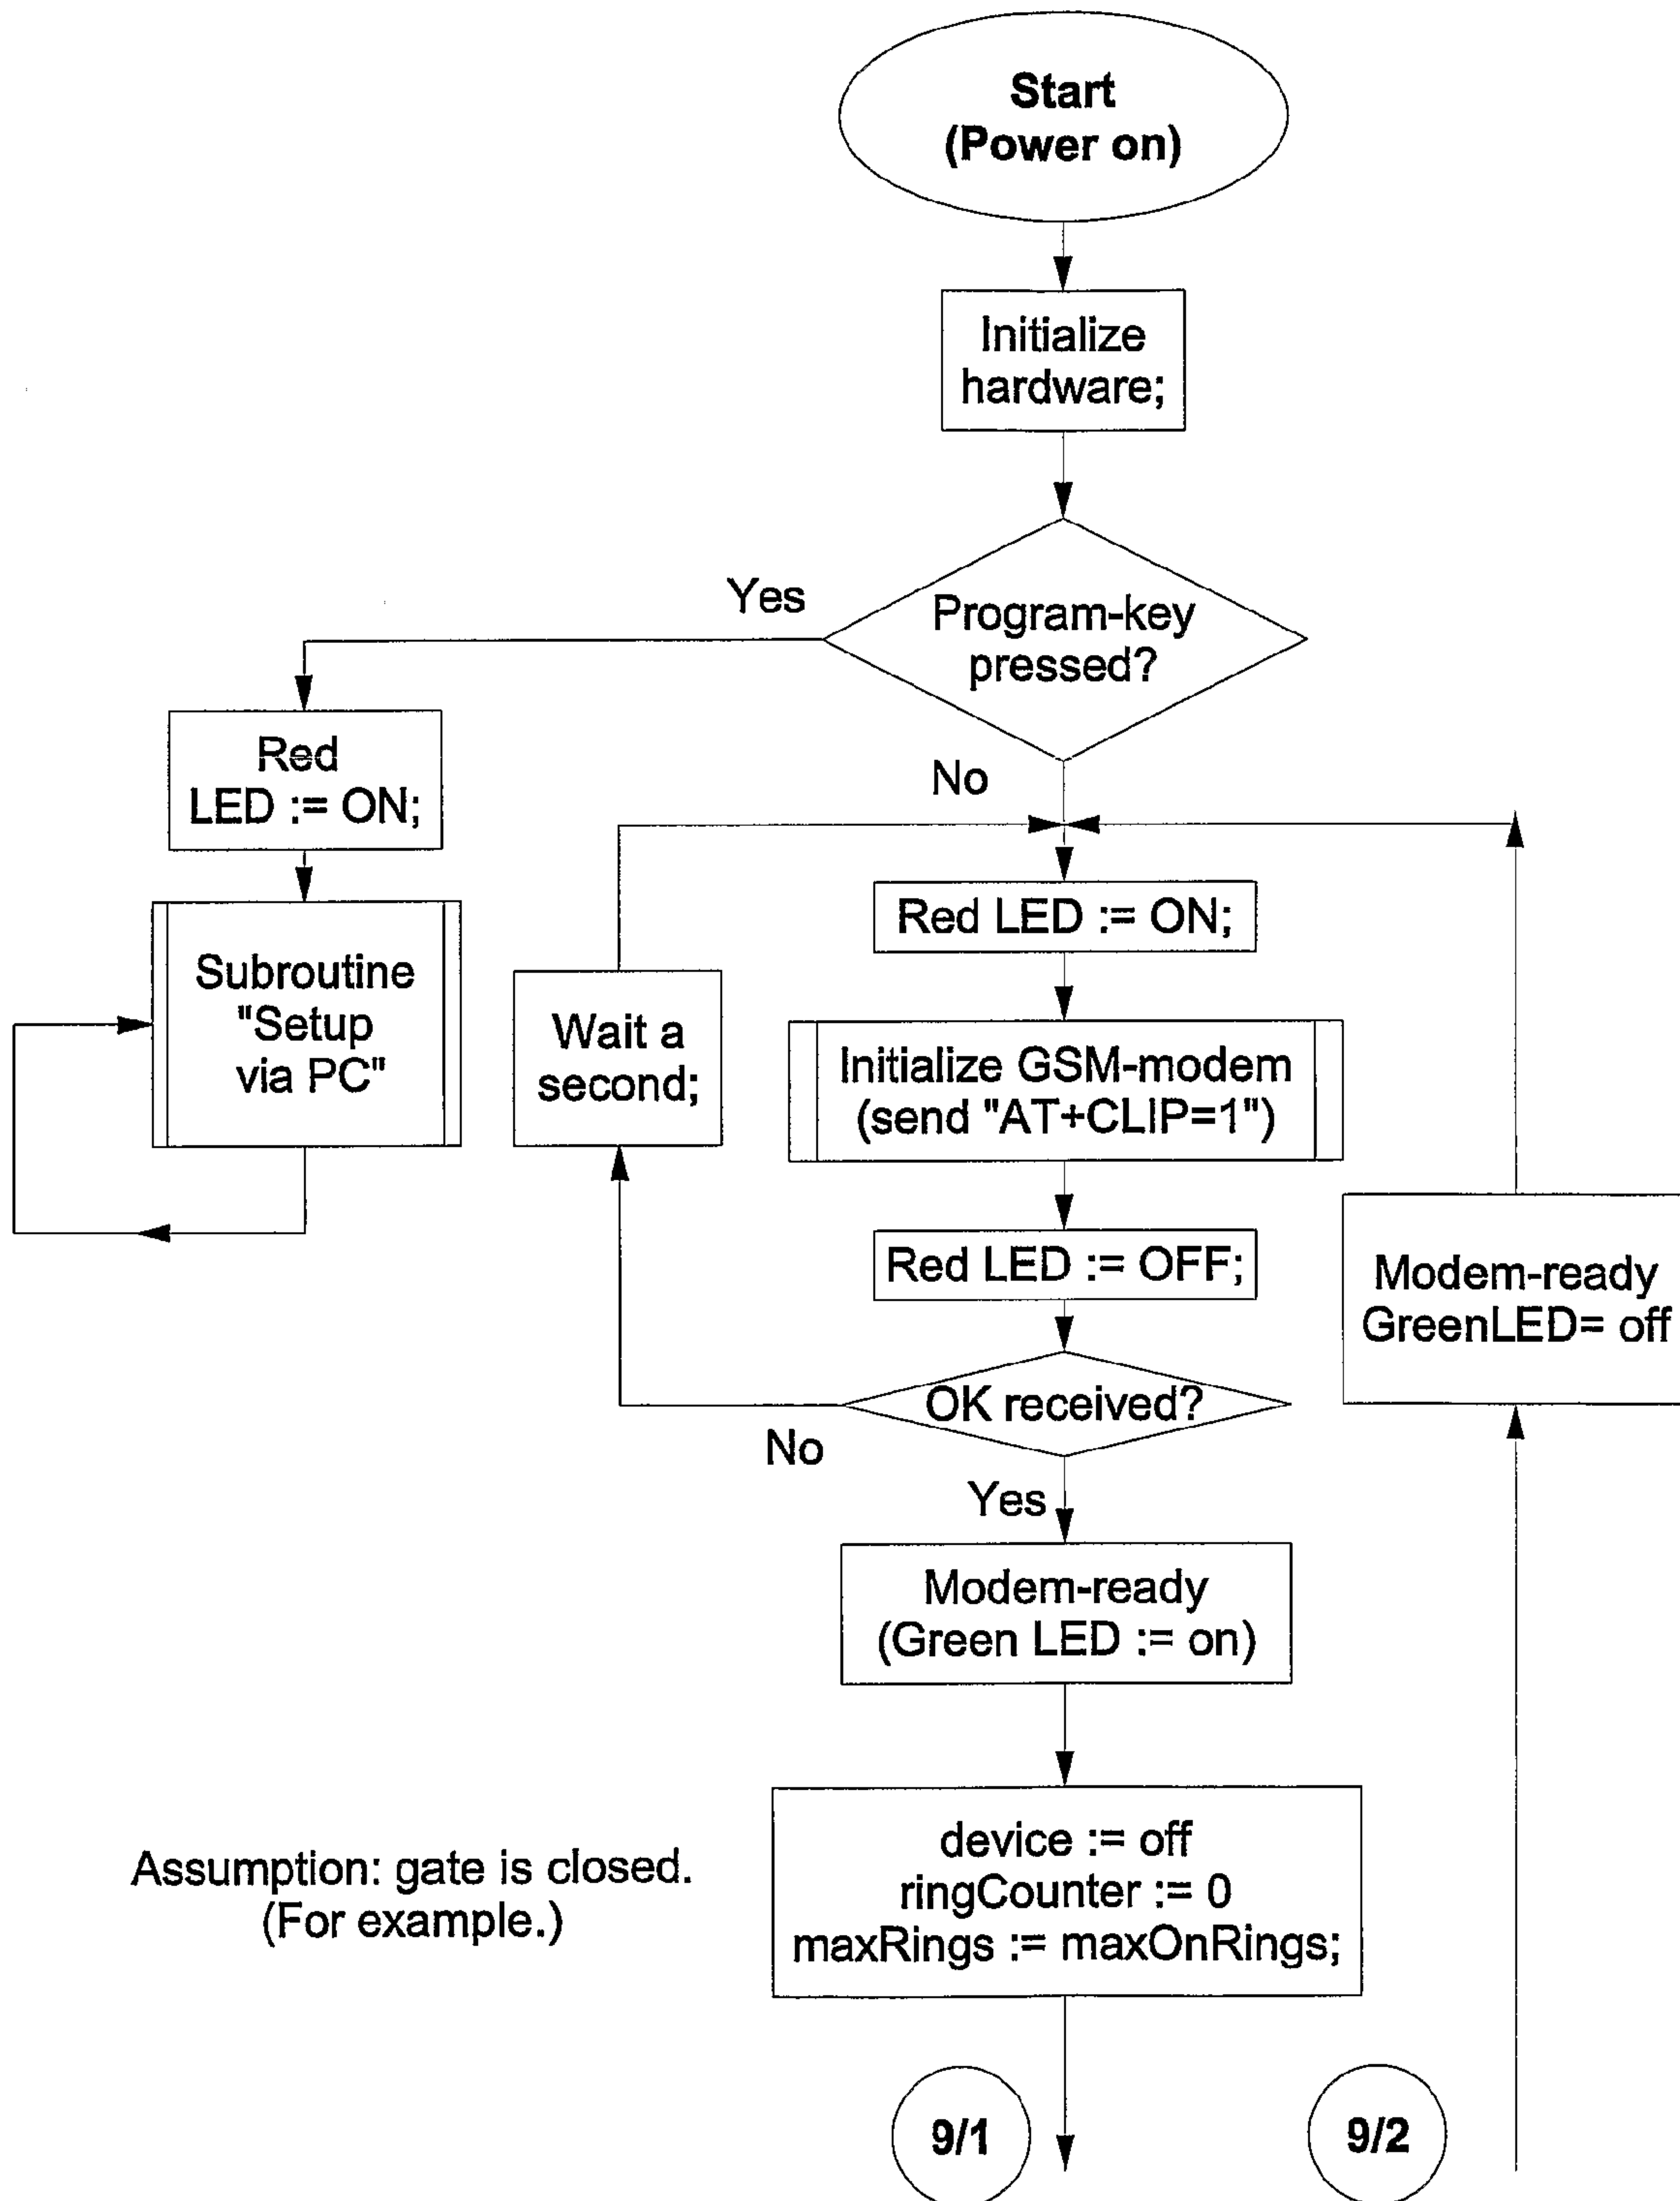 Start
(Power on)
Initialize
hardware;
Program-key
pressed?
Yes
No
Red
LED := ON;
Subroutine
"Setup
via PC"
Wait a
second;
Red LED := ON;
Initialize GSM-modem
(send "AT+CLIP=1")
Red LED := OFF;
Modem-ready
GreenLED= off
OK received?
No
Yes
Modem-ready
(Green LED := on)
device := off
ringCounter := 0
maxRings := maxOnRings;
Assumption: gate is closed.
(For example.)
9/1
9/2